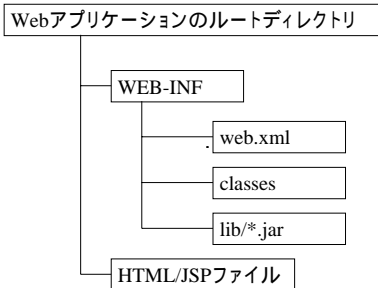 Webアプリケーションのルートディレクトリ
WEB-INF
web.xml
classes
lib/*.jar
HTML/JSPファイル